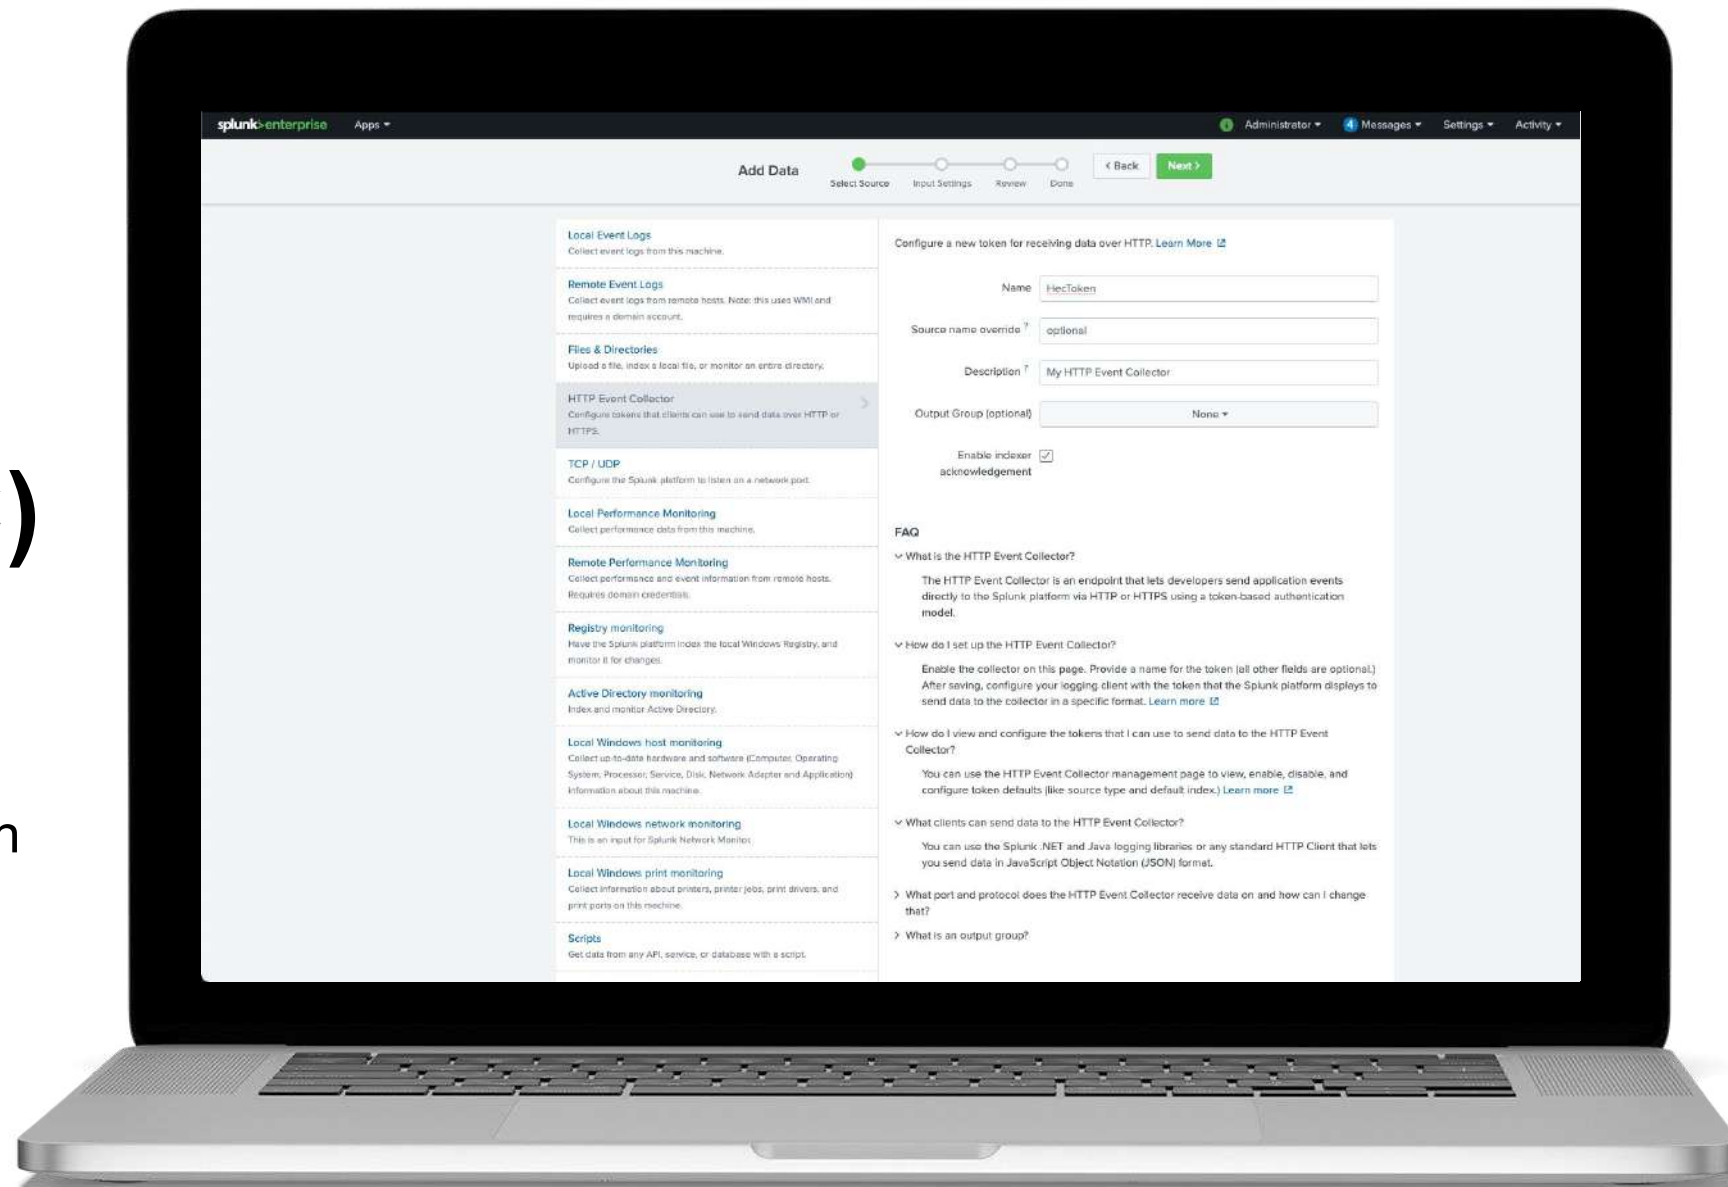 splunk>enterprise Apps
Administrator 4 Messages Settings Activity
Add Data
Select Source Input Settings Review Done
< Back Next >
Local Event Logs
Collect event logs from this machine.
Remote Event Logs
Collect event logs from remote hosts. Note: this uses WMI and
requires a domain account.
Files & Directories
Upload a file, index a local file, or monitor an entire directory.
HTTP Event Collector
Configure tokens that clients can use to send data over HTTP or
HTTPS.
TCP / UDP
Configure the Splunk platform to listen on a network port.
Local Performance Monitoring
Collect performance data from this machine.
Remote Performance Monitoring
Collect performance and event information from remote hosts.
Requires domain credentials.
Registry monitoring
Have the Splunk platform index the local Windows Registry, and
monitor it for changes.
Active Directory monitoring
Index and monitor Active Directory.
Local Windows host monitoring
Collect up-to-date hardware and software (Computer, Operating
System, Processor, Service, Disk, Network Adapter and Application)
information about this machine.
Local Windows network monitoring
This is an input for Splunk Network Monitor.
Local Windows print monitoring
Collect information about printers, printer jobs, print drivers, and
print ports on this machine.
Scripts
Get data from any API, service, or database with a script.
Configure a new token for receiving data over HTTP. Learn More
Name HecToken
Source name override ? optional
Description ? My HTTP Event Collector
Output Group (optional) None
Enable indexer
acknowledgement
FAQ
What is the HTTP Event Collector?
The HTTP Event Collector is an endpoint that lets developers send application events
directly to the Splunk platform via HTTP or HTTPS using a token-based authentication
model.
How do I set up the HTTP Event Collector?
Enable the collector on this page. Provide a name for the token (all other fields are optional.)
After saving, configure your logging client with the token that the Splunk platform displays to
send data to the collector in a specific format. Learn more
How do I view and configure the tokens that I can use to send data to the HTTP Event
Collector?
You can use the HTTP Event Collector management page to view, enable, disable, and
configure token defaults (like source type and default index.) Learn more
What clients can send data to the HTTP Event Collector?
You can use the Splunk .NET and Java logging libraries or any standard HTTP Client that lets
you send data in JavaScript Object Notation (JSON) format.
> What port and protocol does the HTTP Event Collector receive data on and how can I change
that?
> What is an output group?
)
n